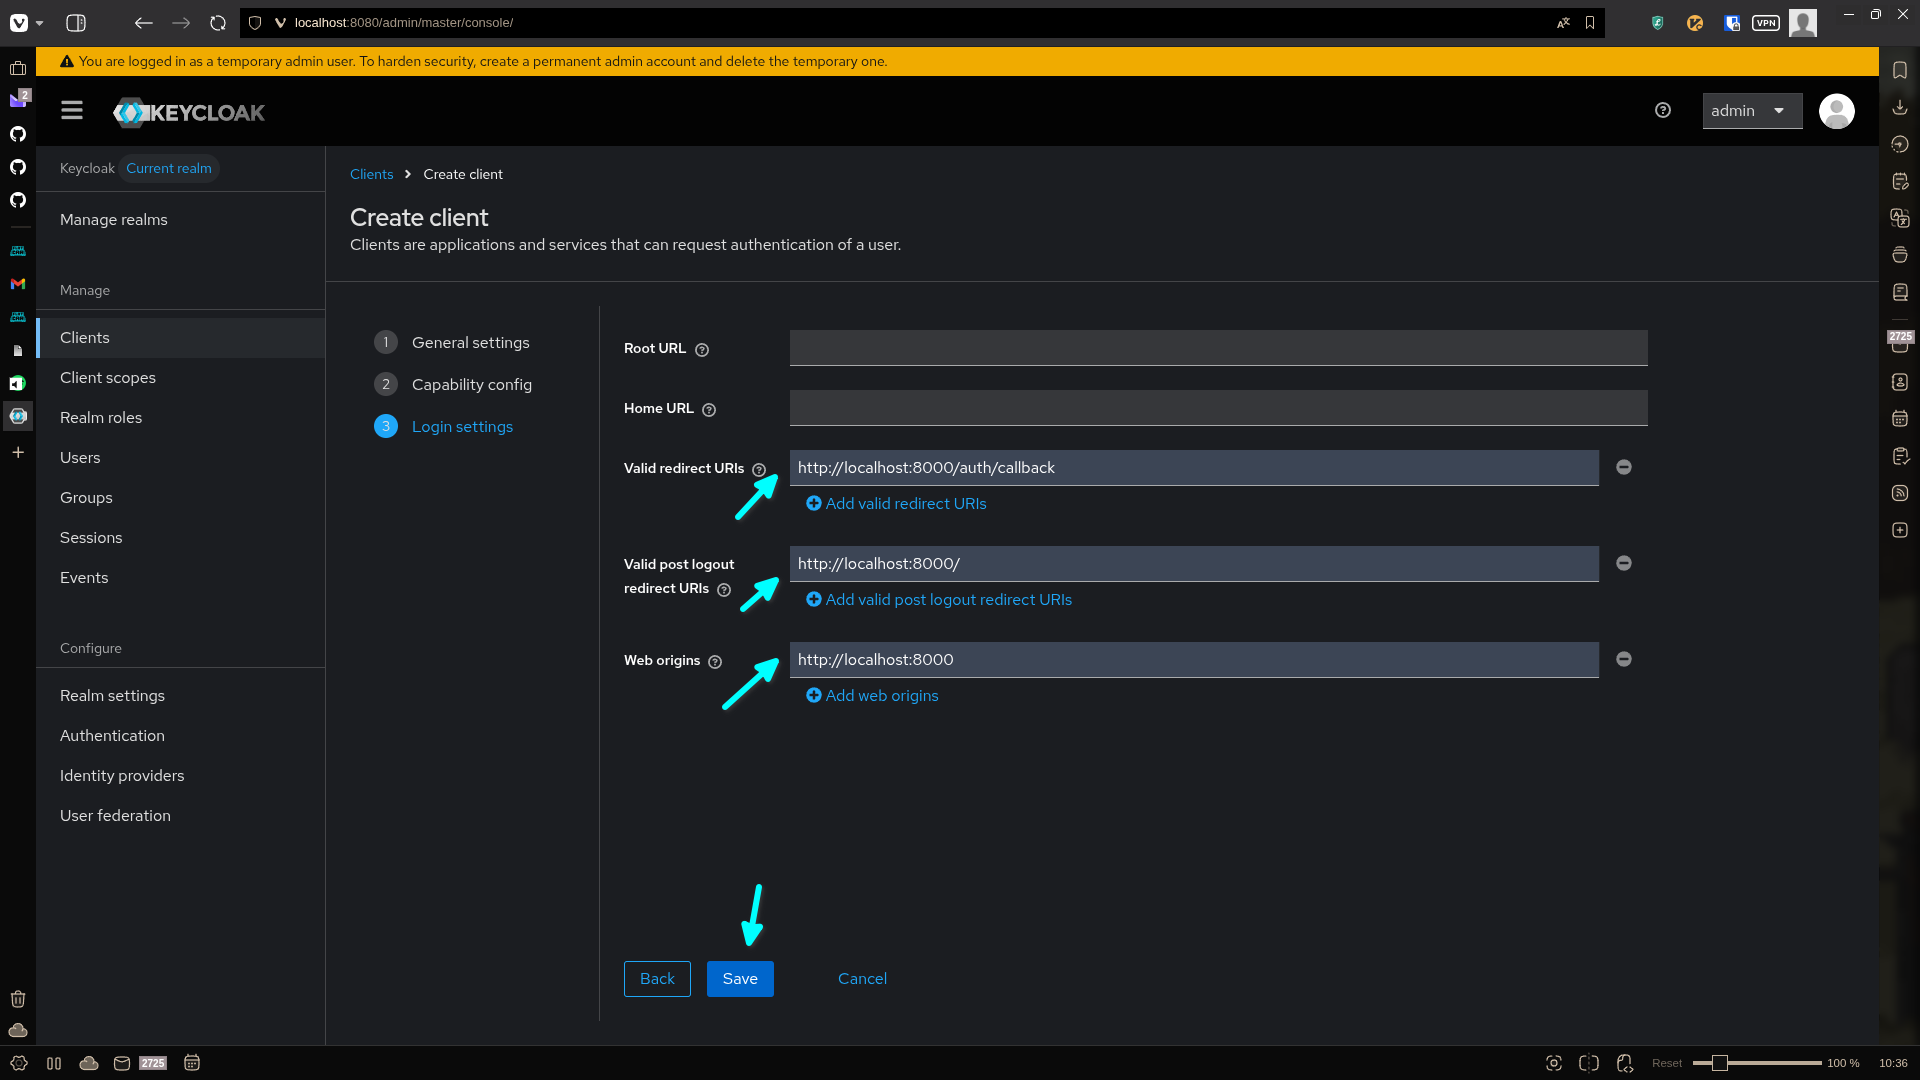 localhost:8080/admin/master/console/
VPN
You are logged in as a temporary admin user. To harden security, create a permanent admin account and delete the temporary one.
2
KEYCLOAK
admin
Keycloak Current realm
Manage realms
Manage
Clients
Client scopes
Realm roles
Users
Groups
Sessions
Events
Configure
Realm settings
Authentication
Identity providers
User federation
Clients > Create client
Create client
Clients are applications and services that can request authentication of a user.
1 General settings
2 Capability config
3 Login settings
Root URL
Home URL
Valid redirect URIs
http://localhost:8000/auth/callback
Add valid redirect URIs
Valid post logout
redirect URIs
http://localhost:8000/
Add valid post logout redirect URIs
Web origins
http://localhost:8000
Add web origins
Back
Save
Cancel
2725
2725
Reset
100 %
10:36